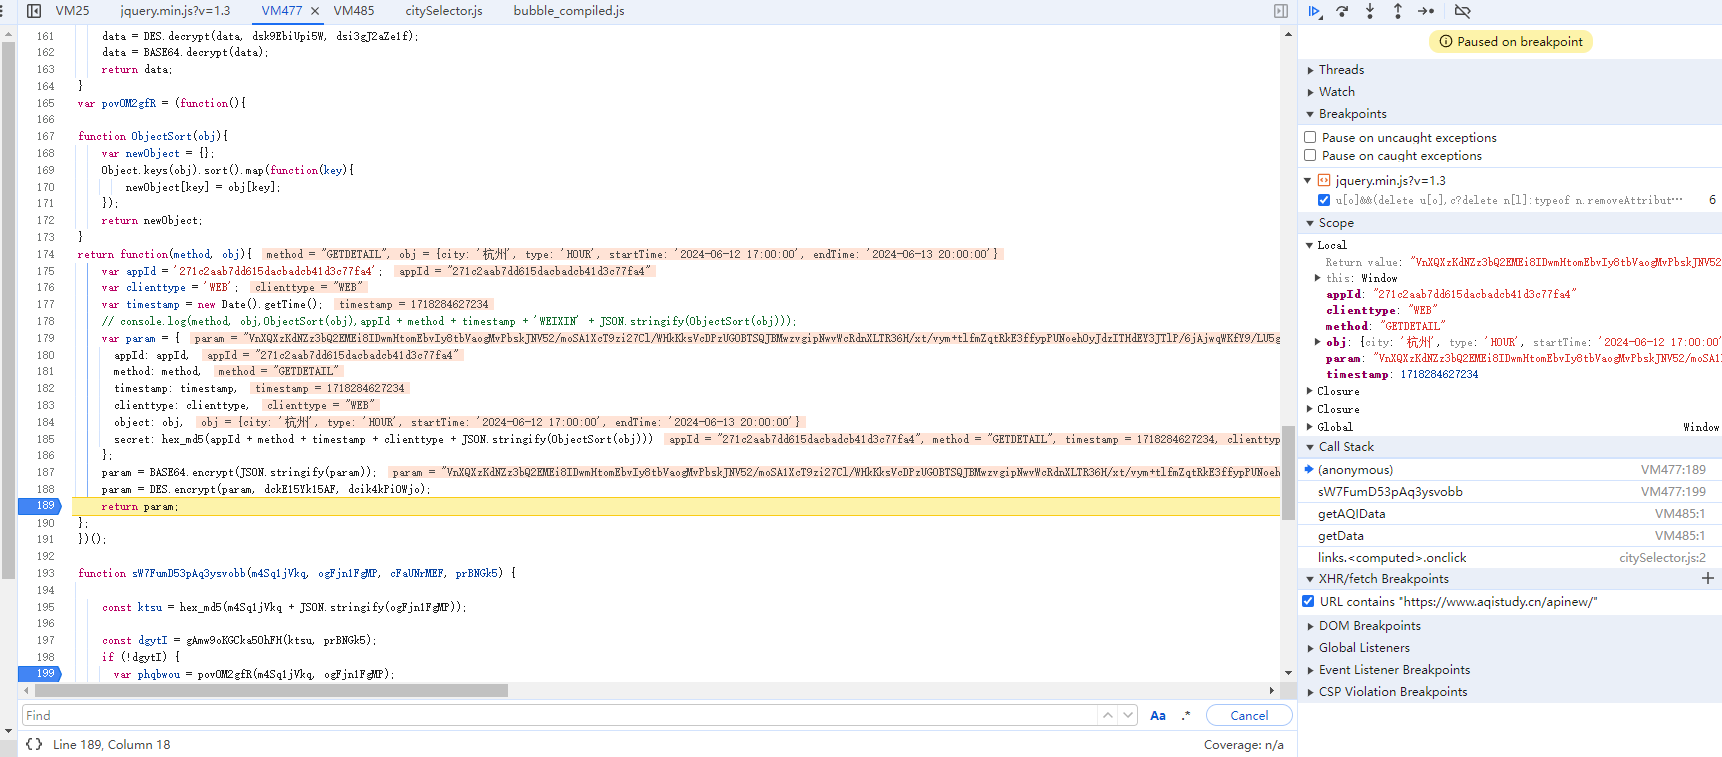 VM25 jquery.min.js?v=1.3 VM477 × VM485 citySelector.js bubble_compiled.js
161 data = DES.decrypt(data, dsk9EbiUpi5W, dsi3gJ2aZe1f);
162 data = BASE64.decrypt(data);
163 return data;
164 }
165 var povOM2gfR = (function(){
166
167 function ObjectSort(obj){
168 var newObject = {};
169 Object.keys(obj).sort().map(function(key){
170 newObject[key] = obj[key];
171 });
172 return newObject;
173 }
174 return function(method, obj){ method = "GETDETAIL", obj = {city: '杭州', type: 'HOUR', startTime: '2024-06-12 17:00:00', endTime: '2024-06-13 20:00:00'}
175 var appId = '271c2aab7dd615dacbadcb41d3c77fa4'; appId = "271c2aab7dd615dacbadcb41d3c77fa4"
176 var clienttype = 'WEB'; clienttype = "WEB"
177 var timestamp = new Date().getTime(); timestamp = 1718284627234
178 // console.log(method, obj,ObjectSort(obj),appId + method + timestamp + 'WEIXIN' + JSON.stringify(ObjectSort(obj)));
179 var param = { param = "VnXQXzKdNZz3bQ2EMEi8IDwmHtomEbvIy8tbVaogMvPbskJNV52/moSA1XcT9zi27Cl/WHkKksVcDPzUGOBTSQJBMwzvgipNwvWcRdnXLTR36H/xt/vym+tlfmZqtRkE3ffypPUNoehOyJdzITHdEY3JTlP/6jAjwqWKfY9/LU5g
180 appId: appId, appId = "271c2aab7dd615dacbadcb41d3c77fa4"
181 method: method, method = "GETDETAIL"
182 timestamp: timestamp, timestamp = 1718284627234
183 clienttype: clienttype, clienttype = "WEB"
184 object: obj, obj = {city: '杭州', type: 'HOUR', startTime: '2024-06-12 17:00:00', endTime: '2024-06-13 20:00:00'}
185 secret: hex_md5(appId + method + timestamp + clienttype + JSON.stringify(ObjectSort(obj))) appId = "271c2aab7dd615dacbadcb41d3c77fa4", method = "GETDETAIL", timestamp = 1718284627234, clienttyp
186 };
187 param = BASE64.encrypt(JSON.stringify(param)); param = "VnXQXzKdNZz3bQ2EMEi8IDwmHtomEbvIy8tbVaogMvPbskJNV52/moSA1XcT9zi27Cl/WHkKksVcDPzUGOBTSQJBMwzvgipNwvWcRdnXLTR36H/xt/vym+tlfmZqtRkE3ffypPUNoeh
188 param = DES.encrypt(param, dckE15Yk15AF, dcik4kPiOWjo);
189 return param;
190 };
191 })();
192
193 function sW7FumD53pAq3ysvobb(m4Sq1jVkq, ogFjn1FgMP, cFaUNrMEF, prBNGk5) {
194
195 const ktsu = hex_md5(m4Sq1jVkq + JSON.stringify(ogFjn1FgMP));
196
197 const dgytI = gAmw9oKGCka5OhFH(ktsu, prBNGk5);
198 if (!dgytI) {
199 var phqbwou = povOM2gfR(m4Sq1jVkq, ogFjn1FgMP);
Find Aa .* Cancel
{} Line 189, Column 18 Coverage: n/a
Paused on breakpoint
Threads
Watch
Breakpoints
Pause on uncaught exceptions
Pause on caught exceptions
jquery.min.js?v=1.3
u[o]&&(delete u[o],c?delete n[l]:typeof n.removeAttribut… 6
Scope
Local
Return value: "VnXQXzKdNZz3bQ2EMEi8IDwmHtomEbvIy8tbVaogMvPbskJNV52
this: Window
appId: "271c2aab7dd615dacbadcb41d3c77fa4"
clienttype: "WEB"
method: "GETDETAIL"
obj: {city: '杭州', type: 'HOUR', startTime: '2024-06-12 17:00:00'
param: "VnXQXzKdNZz3bQ2EMEi8IDwmHtomEbvIy8tbVaogMvPbskJNV52/moSA1X
timestamp: 1718284627234
Closure
Closure
Global Window
Call Stack
(anonymous) VM477:189
sW7FumD53pAq3ysvobb VM477:199
getAQIData VM485:1
getData VM485:1
links.<computed>.onclick citySelector.js:2
XHR/fetch Breakpoints
URL contains "https://www.aqistudy.cn/apinew/"
DOM Breakpoints
Global Listeners
Event Listener Breakpoints
CSP Violation Breakpoints